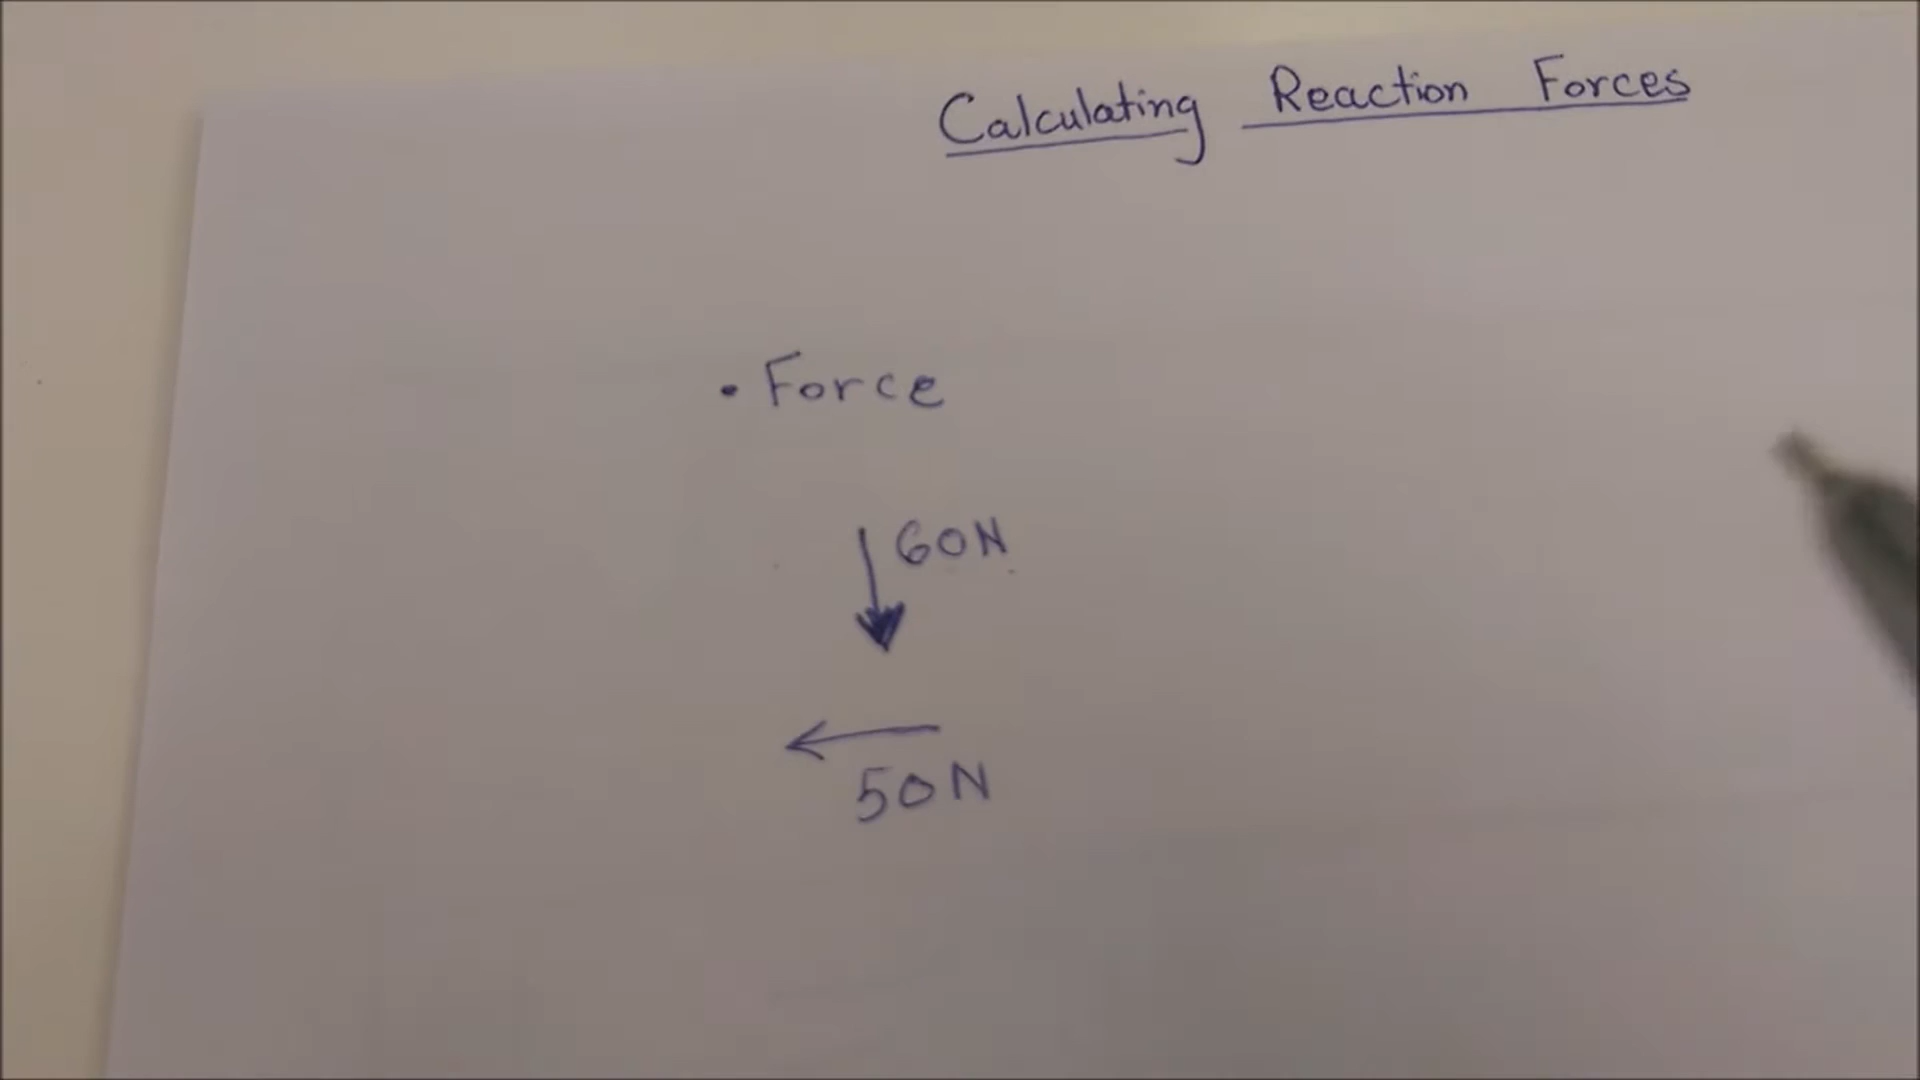 Calculating Reaction Forces
• Force
60N
50N